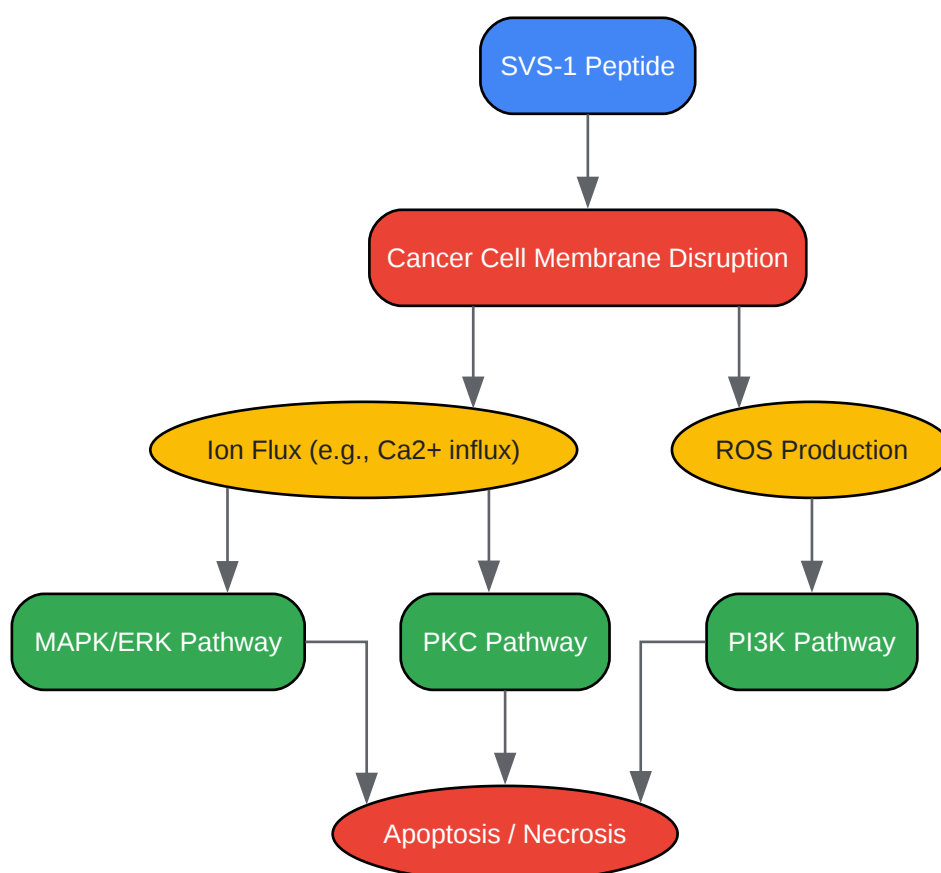 SVS-1 Peptide
Cancer Cell Membrane Disruption
Ion Flux (e.g., Ca2+ influx)
ROS Production
MAPK/ERK Pathway
PKC Pathway
PI3K Pathway
Apoptosis / Necrosis